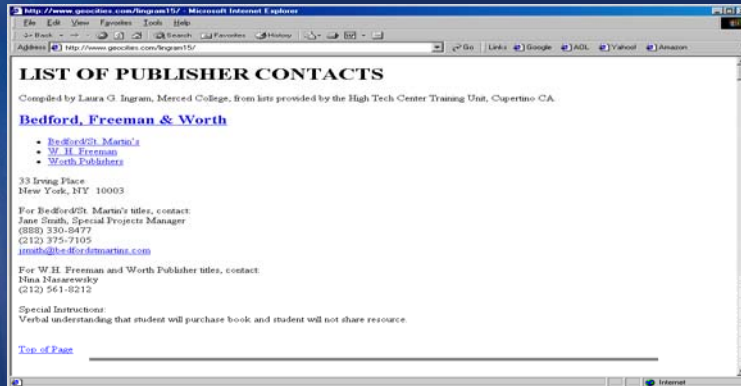 http://www.geocities.com/lingram15/ - Microsoft Internet Explorer
File Edit View Favorites Tools Help
Back Search Favorites History
Address http://www.geocities.com/lingram15/ Go Links Google AOL Yahoo! Amazon
LIST OF PUBLISHER CONTACTS
Compiled by Laura G. Ingram, Merced College, from lists provided by the High Tech Center Training Unit, Cupertino CA.
Bedford, Freeman & Worth
Bedford/St. Martin's
W. H. Freeman
Worth Publishers
33 Irving Place
New York, NY 10003
For Bedford/St. Martin's titles, contact:
Jane Smith, Special Projects Manager
(888) 330-8477
(212) 375-7105
jsmith@bedfordstmartins.com
For W.H. Freeman and Worth Publisher titles, contact:
Nina Nasarewsky
(212) 561-8212
Special Instructions:
Verbal understanding that student will purchase book and student will not share resource.
Top of Page
Internet